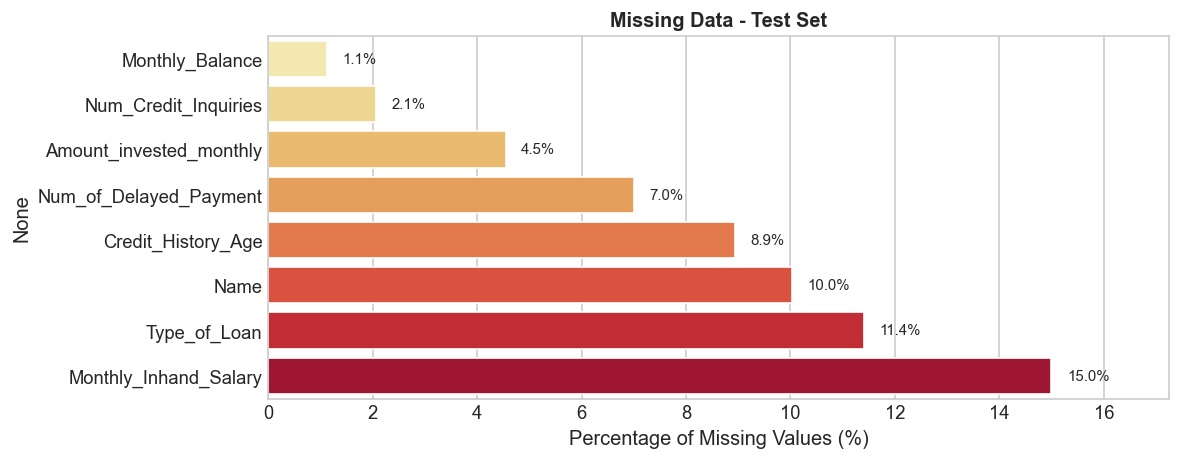 Missing Data - Test Set
Monthly_Balance 1.1%
Num_Credit_Inquiries 2.1%
Amount_invested_monthly 4.5%
Num_of_Delayed_Payment 7.0%
Credit_History_Age 8.9%
Name 10.0%
Type_of_Loan 11.4%
Monthly_Inhand_Salary 15.0%
None
0 2 4 6 8 10 12 14 16
Percentage of Missing Values (%)